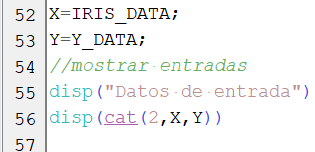 52 X=IRIS_DATA;
53 Y=Y_DATA;
54 //mostrar entradas
55 disp("Datos de entrada")
56 disp(cat(2,X,Y))
57